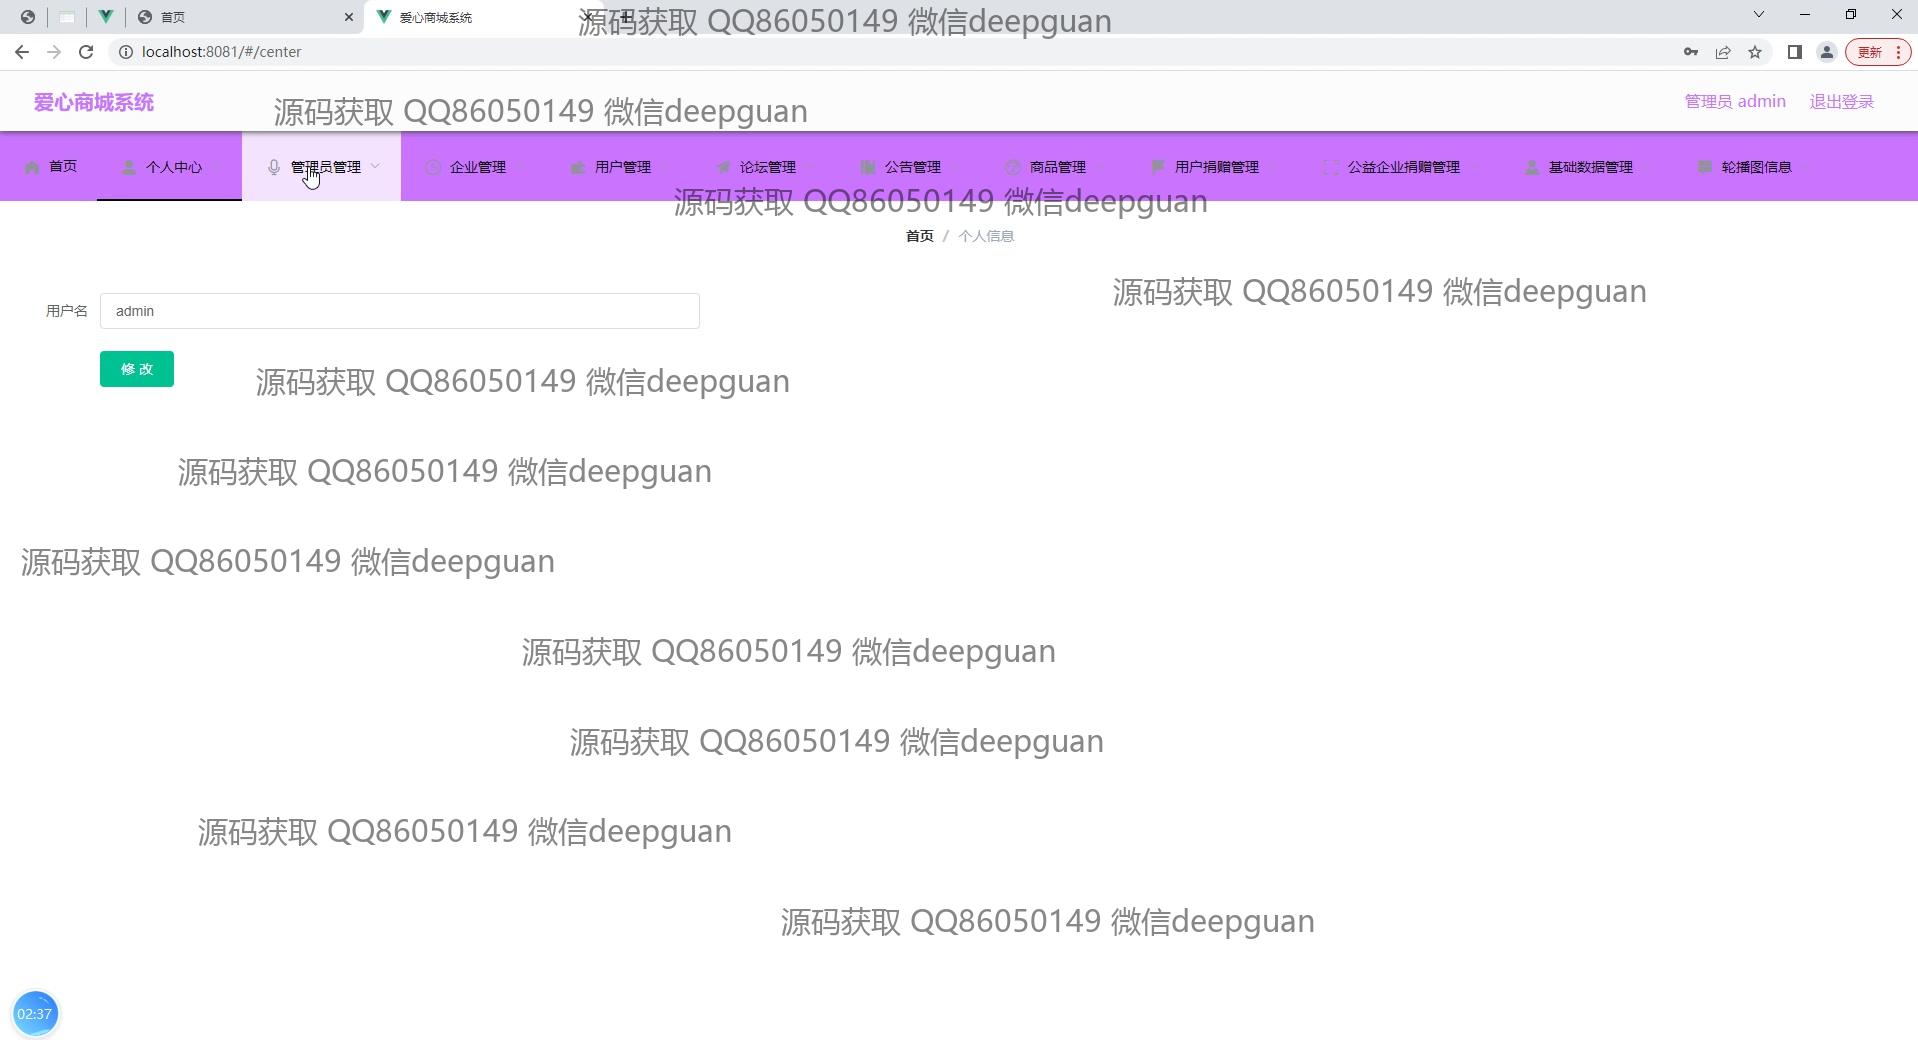 首页
爱心商城系统
源码获取 QQ86050149 微信deepguan
localhost:8081/#/center
更新
爱心商城系统
源码获取 QQ86050149 微信deepguan
管理员 admin
退出登录
首页
个人中心
管理员管理
企业管理
用户管理
论坛管理
公告管理
商品管理
用户捐赠管理
公益企业捐赠管理
基础数据管理
轮播图信息
源码获取 QQ86050149 微信deepguan
首页 / 个人信息
源码获取 QQ86050149 微信deepguan
用户名 admin
修 改
源码获取 QQ86050149 微信deepguan
源码获取 QQ86050149 微信deepguan
源码获取 QQ86050149 微信deepguan
源码获取 QQ86050149 微信deepguan
源码获取 QQ86050149 微信deepguan
源码获取 QQ86050149 微信deepguan
源码获取 QQ86050149 微信deepguan
02:37